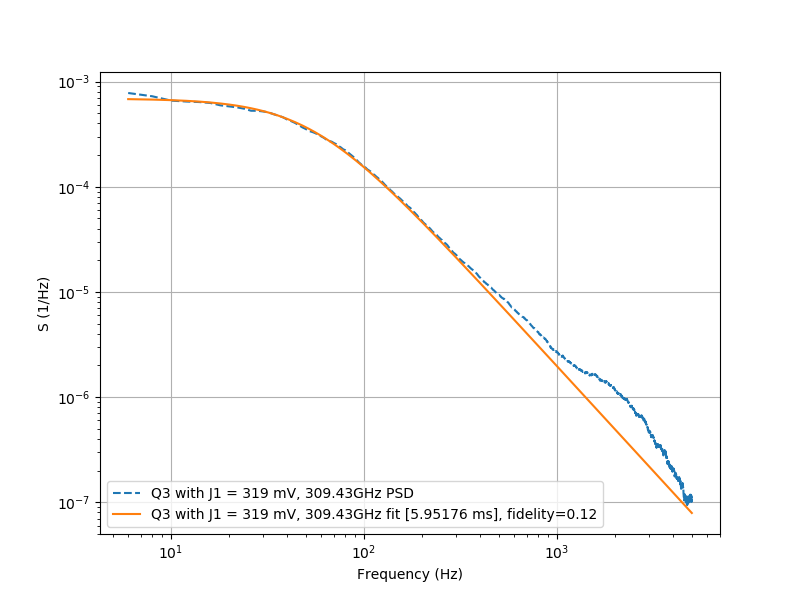 10⁻³
10⁻⁴
10⁻⁵
10⁻⁶
10⁻⁷
S (1/Hz)
Q3 with J1 = 319 mV, 309.43GHz PSD
Q3 with J1 = 319 mV, 309.43GHz fit [5.95176 ms], fidelity=0.12
10¹ 10² 10³
Frequency (Hz)